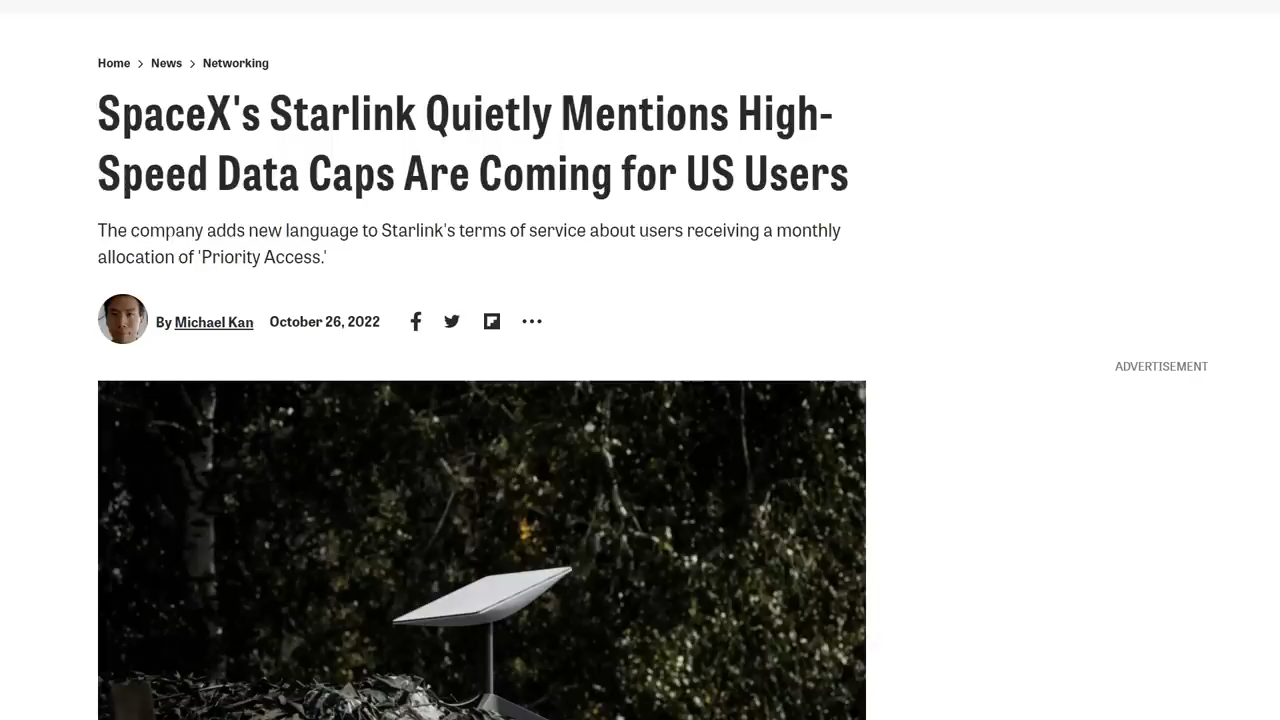 Home > News > Networking
SpaceX's Starlink Quietly Mentions High-
Speed Data Caps Are Coming for US Users
The company adds new language to Starlink's terms of service about users receiving a monthly
allocation of 'Priority Access.'
By Michael Kan October 26, 2022
ADVERTISEMENT